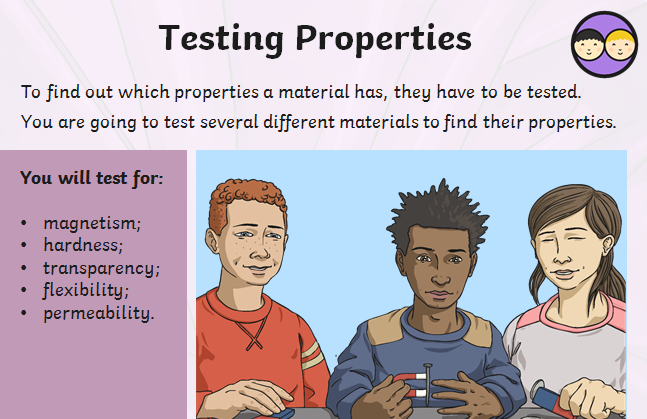 Testing Properties
To find out which properties a material has, they have to be tested.
You are going to test several different materials to find their properties.
You will test for:
• magnetism;
• hardness;
• transparency;
• flexibility;
• permeability.